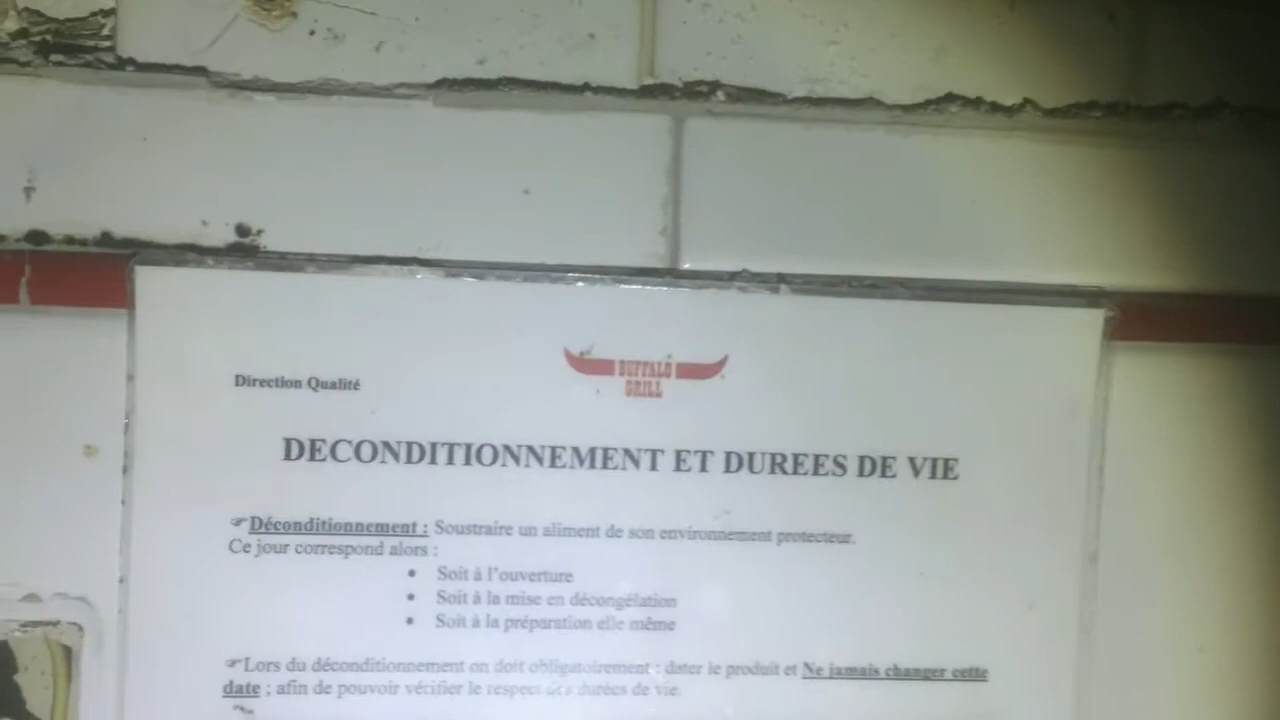 BUFFALO
GRILL
Direction Qualité
DECONDITIONNEMENT ET DUREES DE VIE
☞Déconditionnement : Soustraire un aliment de son environnement protecteur.
Ce jour correspond alors :
• Soit à l'ouverture
• Soit à la mise en décongélation
• Soit à la préparation elle même
☞Lors du déconditionnement on doit obligatoirement : dater le produit et Ne jamais changer cette
date ; afin de pouvoir vérifier le respect des durées de vie.